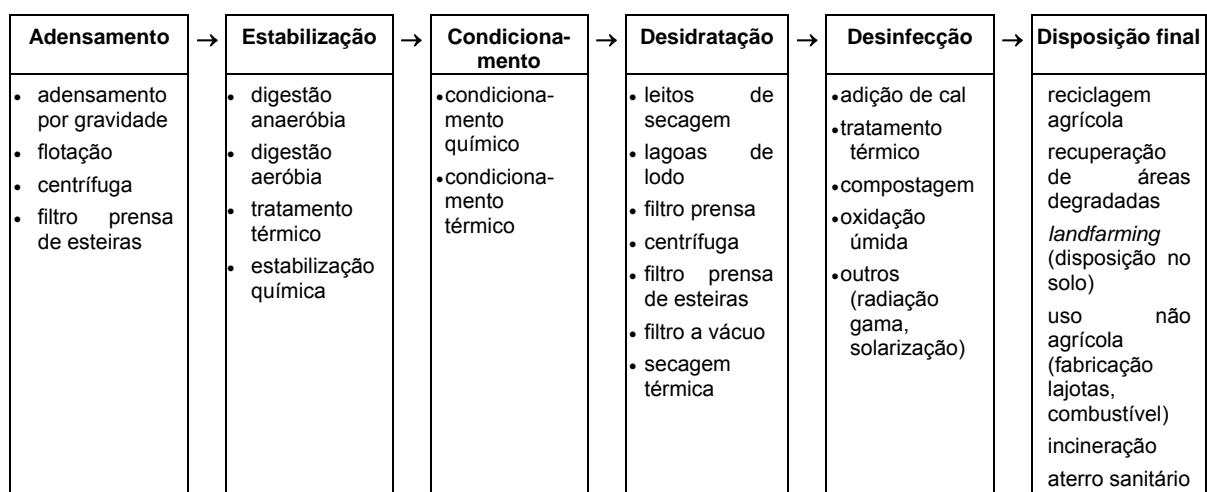 Adensamento
→
Estabilização
→
Condiciona-
mento
→
Desidratação
→
Desinfecção
→
Disposição final
• adensamento
por gravidade
• flotação
• centrífuga
• filtro prensa
de esteiras
• digestão
anaeróbia
• digestão
aeróbia
• tratamento
térmico
• estabilização
química
•condiciona-
mento
químico
•condiciona-
mento
térmico
• leitos de
secagem
• lagoas de
lodo
• filtro prensa
• centrífuga
• filtro prensa
de esteiras
• filtro a vácuo
• secagem
térmica
•adição de cal
•tratamento
térmico
•compostagem
•oxidação
úmida
•outros
(radiação
gama,
solarização)
reciclagem
agrícola
recuperação
de áreas
degradadas
landfarming
(disposição no
solo)
uso não
agrícola
(fabricação
lajotas,
combustível)
incineração
aterro sanitário